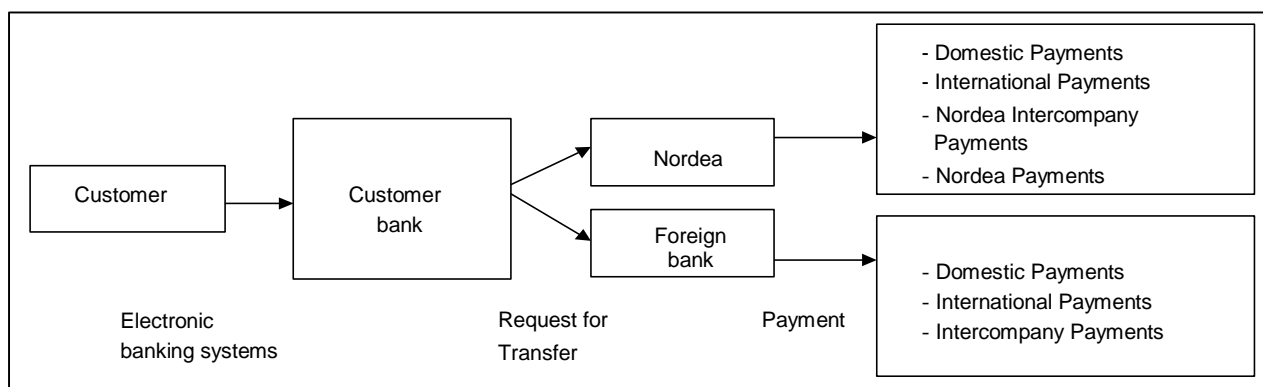 Customer
Customer
bank
Nordea
Foreign
bank
- Domestic Payments
- International Payments
- Nordea Intercompany
Payments
- Nordea Payments
- Domestic Payments
- International Payments
- Intercompany Payments
Electronic
banking systems
Request for
Transfer
Payment